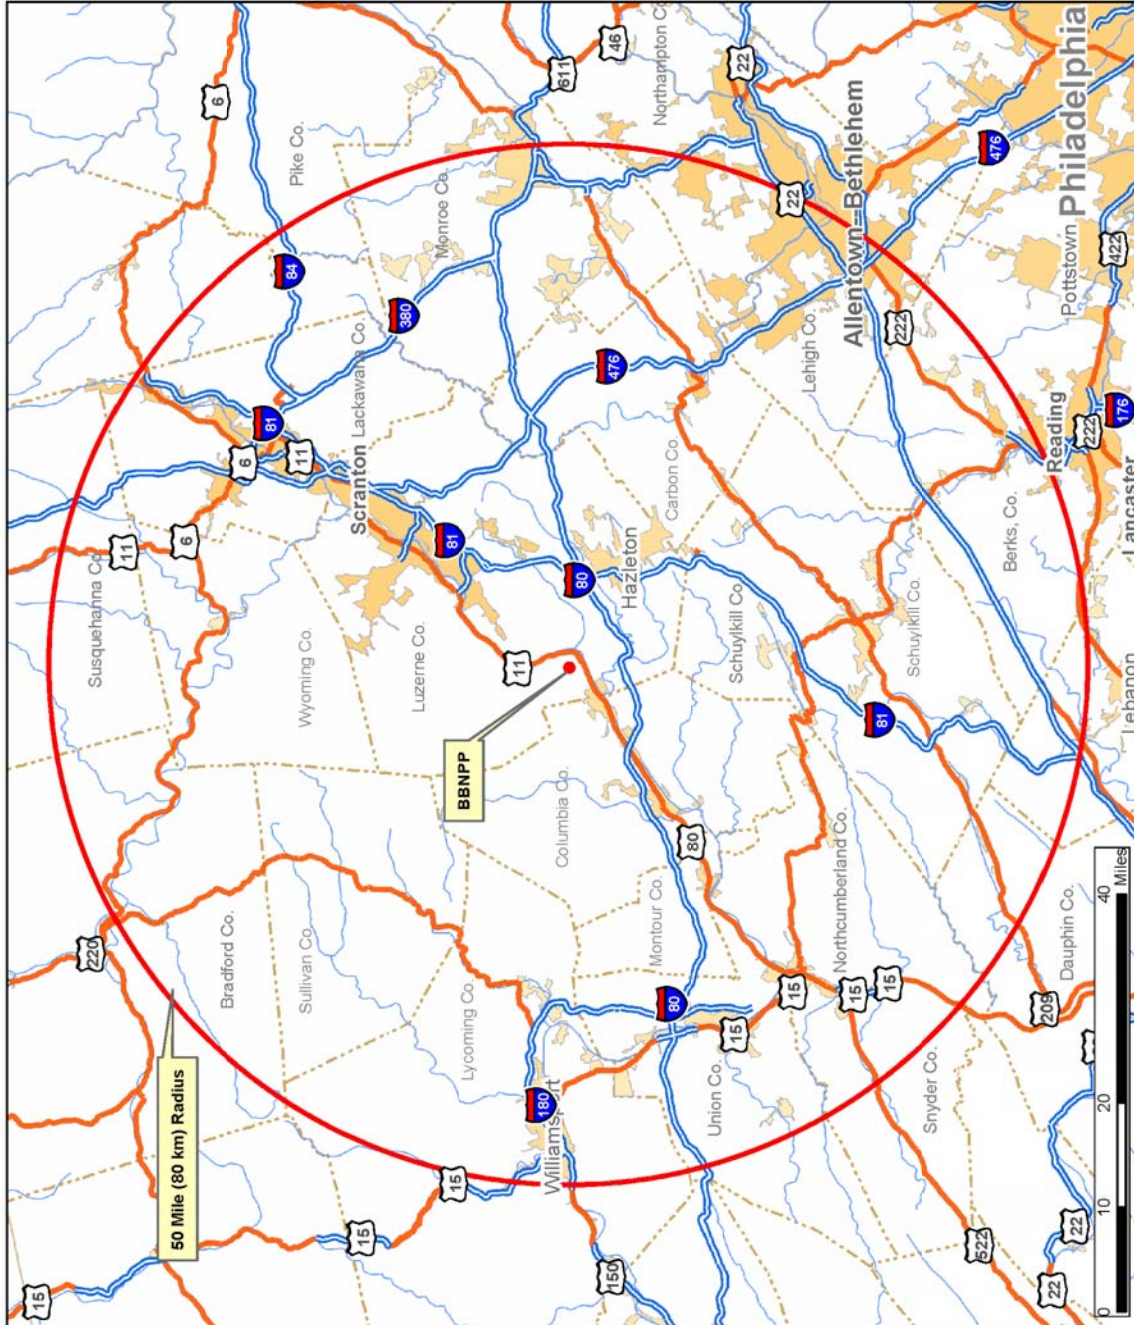 6
Northampton Co.
46
22
611
Philadelphia
6
Pike Co.
476
Monroe Co.
Allentown--Bethlehem
22
Pottstown
422
84
380
222
Lehigh Co.
476
Lackawana Co.
Scranton
81
6
11
Carbon Co.
Reading
222
176
Lancaster
81
80
Hazleton
Berks, Co.
11
6
Susquehanna Co.
Wyoming Co.
Luzerne Co.
11
Schuylkill Co.
Schuylkill Co.
Lebanon
81
BBNPP
Columbia Co.
80
Northcumberland Co.
Montour Co.
220
Bradford Co.
Sullivan Co.
Dauphin Co.
15
15
15
209
80
15
Lycoming Co.
Union Co.
Snyder Co.
50 Mile (80 km) Radius
180
Williamsport
15
15
15
150
522
22
22
0 10 20 40
Miles